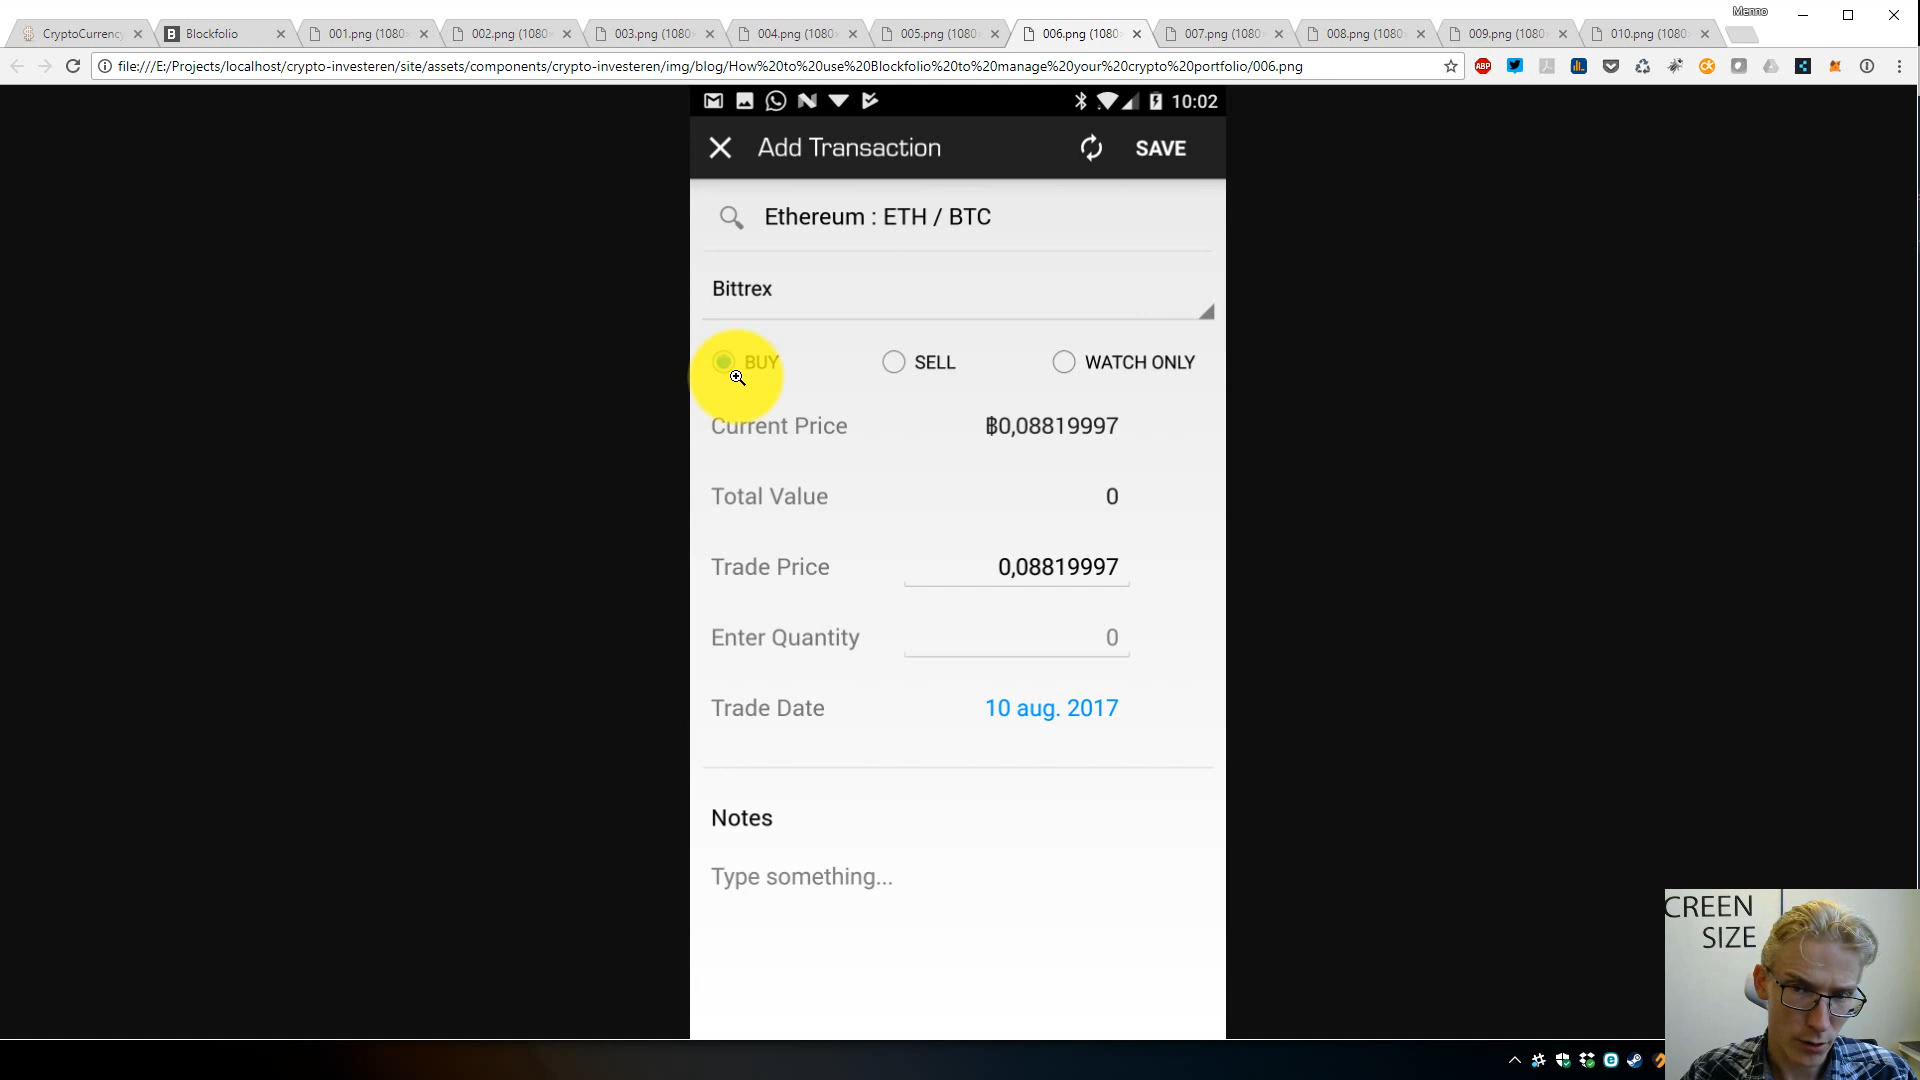 Menno
CryptoCurrency
Blockfolio
001.png (1080
002.png (1080
003.png (1080
004.png (1080
005.png (1080
006.png (1080
007.png (1080
008.png (1080
009.png (1080
010.png (1080
file:///E:/Projects/localhost/crypto-investeren/site/assets/components/crypto-investeren/img/blog/How%20to%20use%20Blockfolio%20to%20manage%20your%20crypto%20portfolio/006.png
ABP
10:02
Add Transaction
SAVE
Ethereum : ETH / BTC
Bittrex
BUY
SELL
WATCH ONLY
Current Price
฿0,08819997
Total Value
0
Trade Price
0,08819997
Enter Quantity
0
Trade Date
10 aug. 2017
Notes
Type something...
CREEN
SIZE